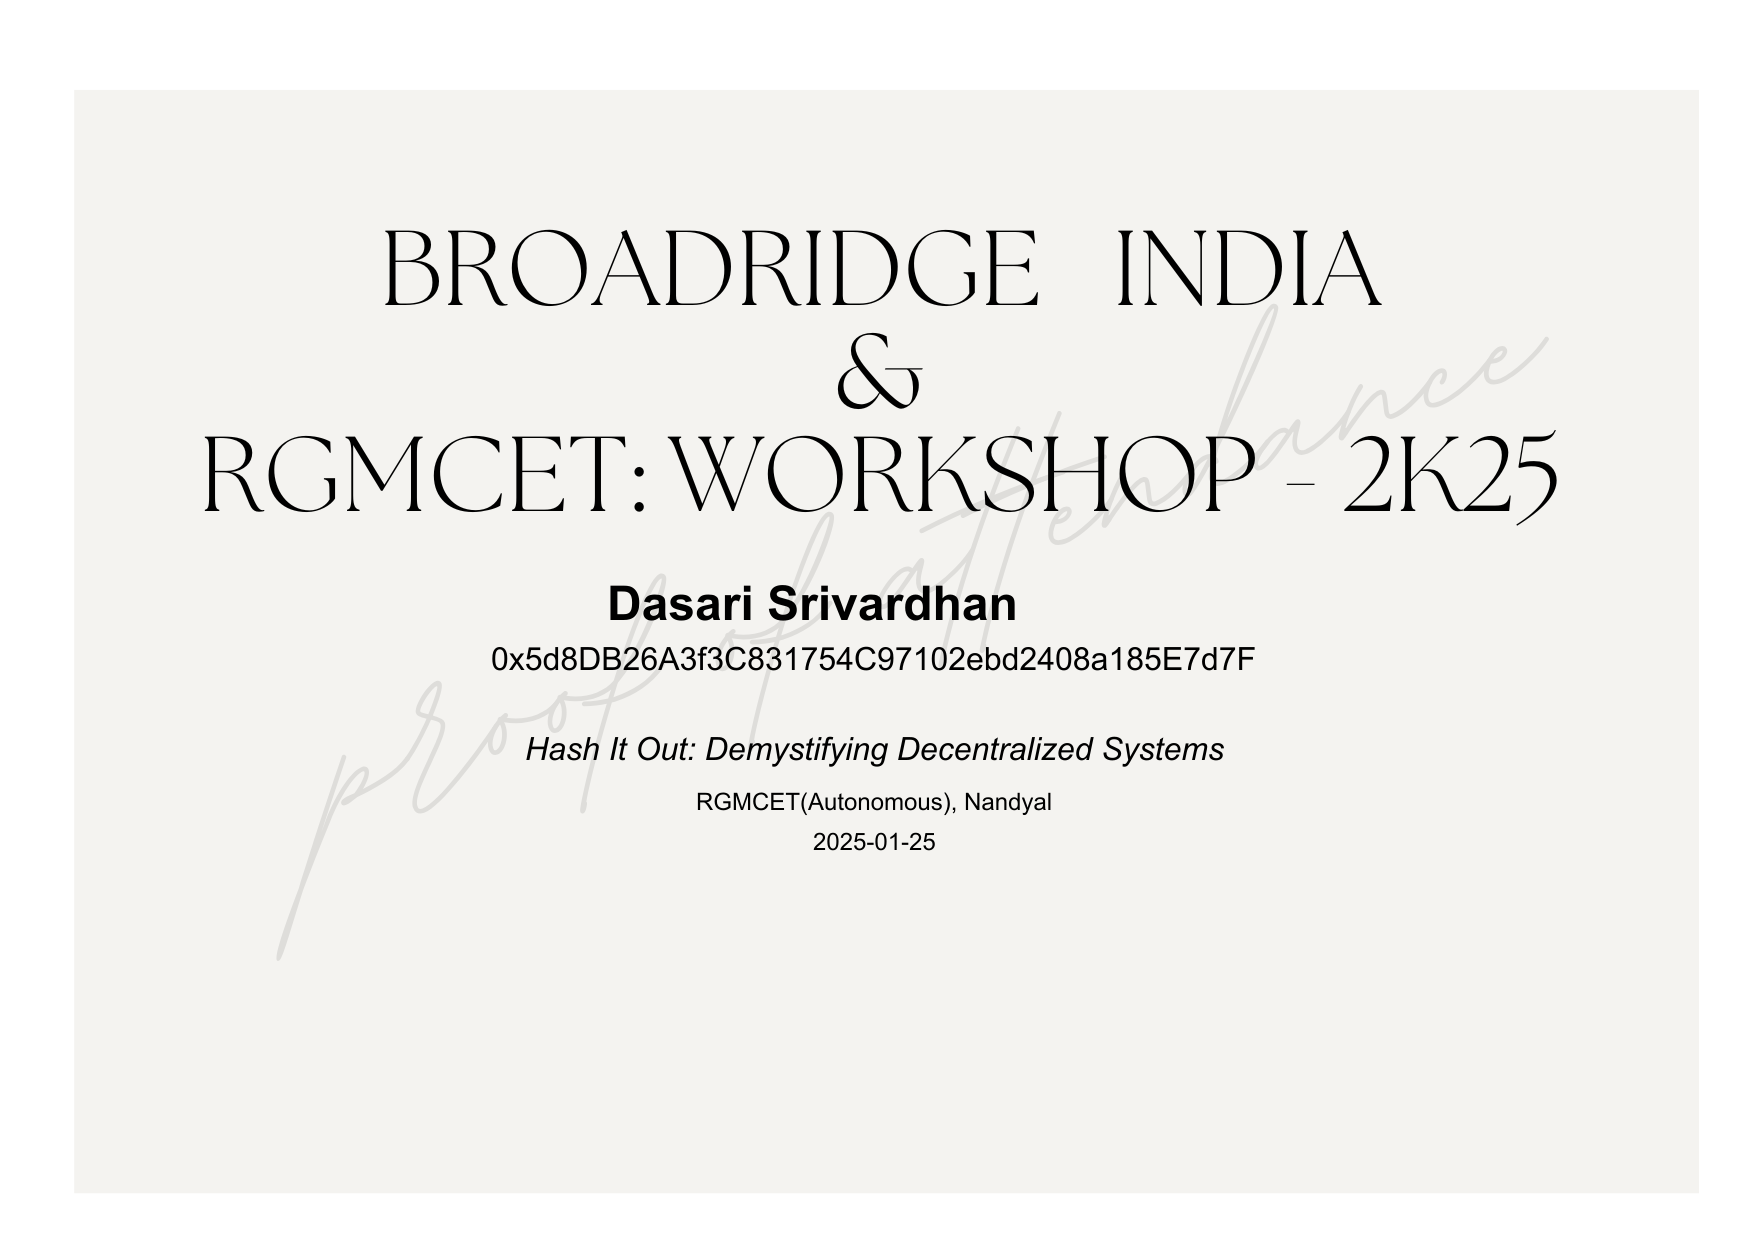 BROADRIDGE INDIA
&
RGMCET: WORKSHOP - 2K25
proof of attendance
Dasari Srivardhan
0x5d8DB26A3f3C831754C97102ebd2408a185E7d7F
Hash It Out: Demystifying Decentralized Systems
RGMCET(Autonomous), Nandyal
2025-01-25